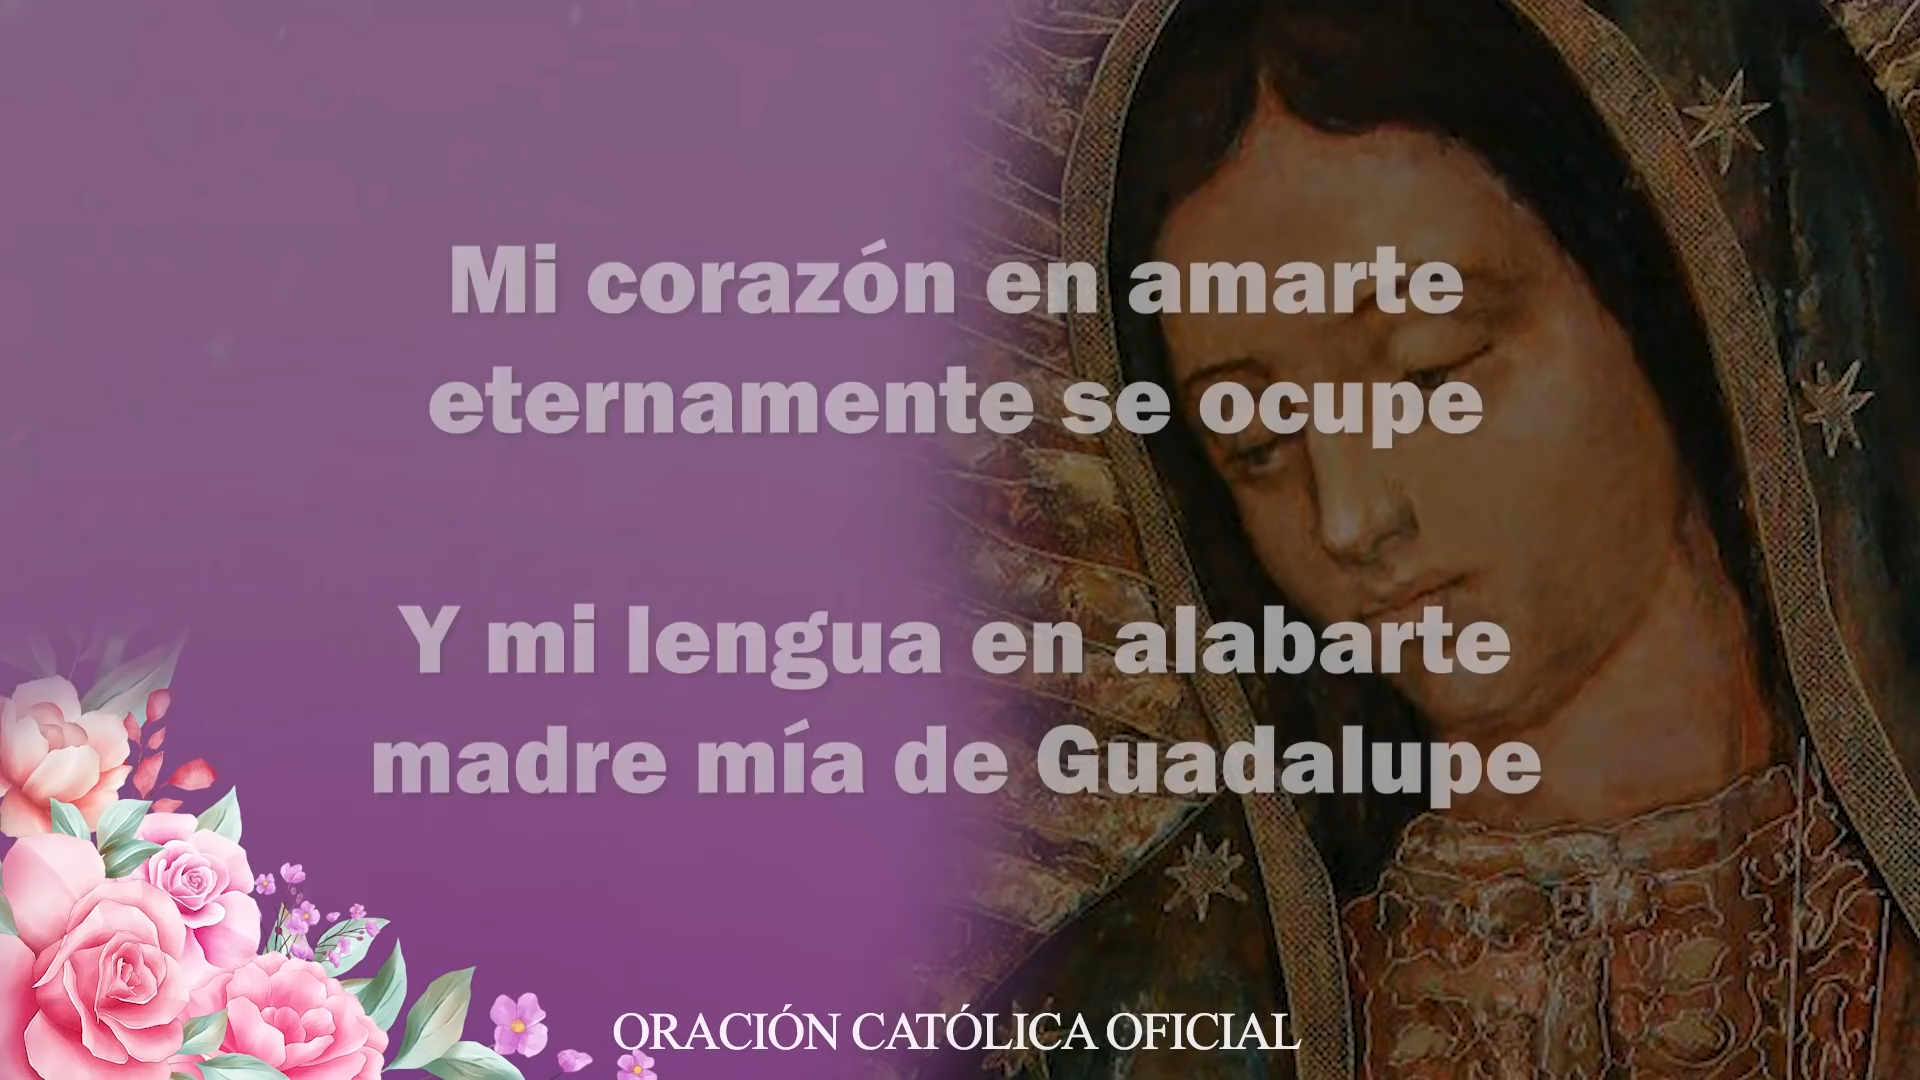 Mi corazón en amarte
eternamente se ocupe
Y mi lengua en alabarte
madre mía de Guadalupe
ORACIÓN CATÓLICA OFICIAL